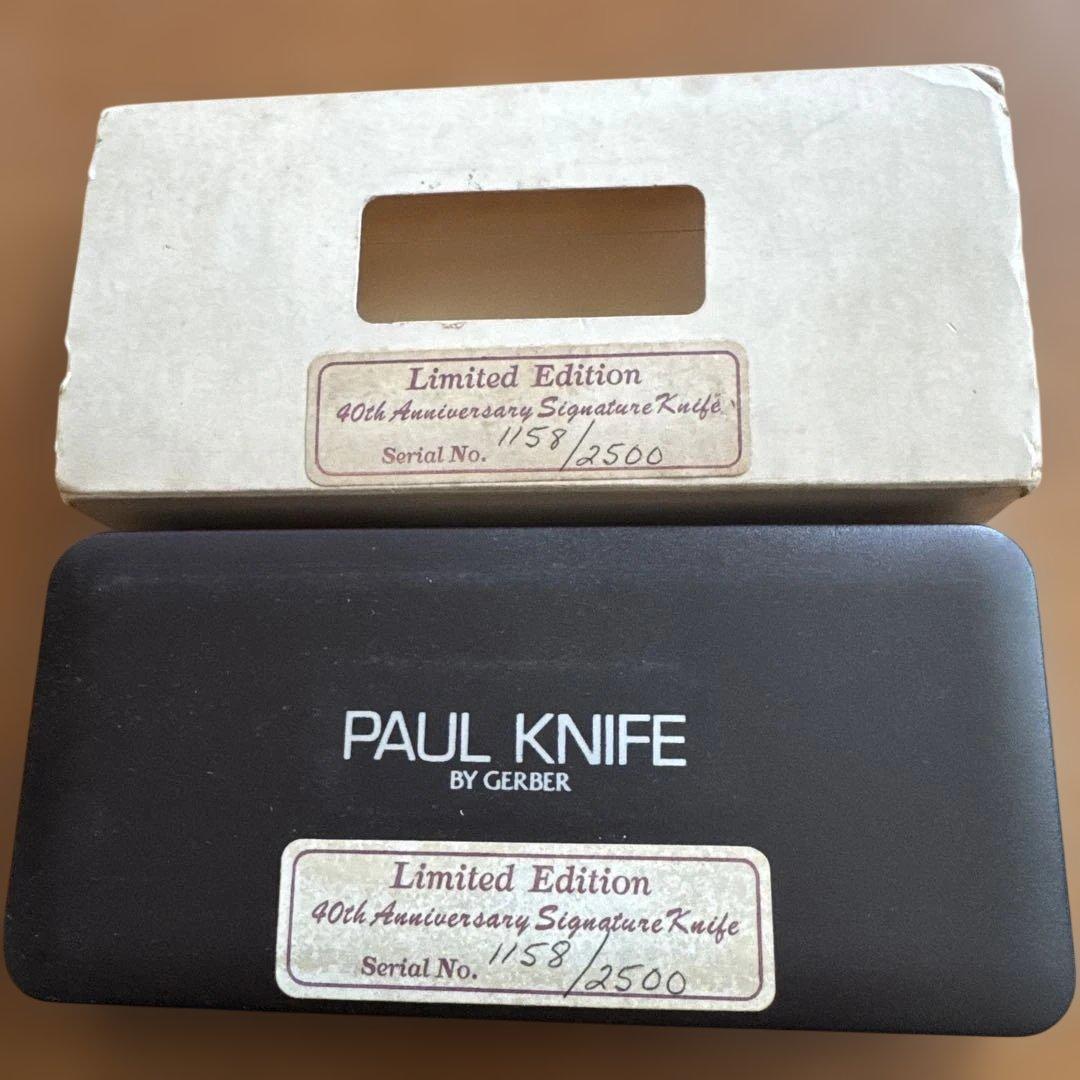 Limited Edition
40th Anniversary Signature Knife
Serial No. 1158/2500
PAUL KNIFE
BY GERBER
Limited Edition
40th Anniversary Signature Knife
Serial No. 1158/2500